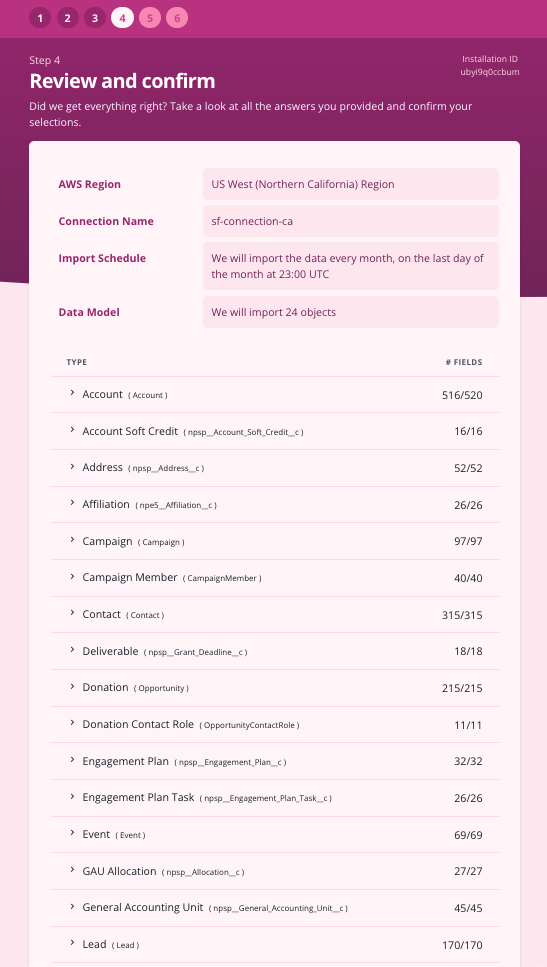 1 2 3 4 5 6
Step 4
Installation ID
Review and confirm
ubyi9q0ccbum
Did we get everything right? Take a look at all the answers you provided and confirm your
selections.
AWS Region US West (Northern California) Region
Connection Name sf-connection-ca
Import Schedule We will import the data every month, on the last day of
the month at 23:00 UTC
Data Model We will import 24 objects
TYPE # FIELDS
Account ( Account ) 516/520
Account Soft Credit ( npsp__Account_Soft_Credit__c ) 16/16
Address ( npsp__Address__c ) 52/52
Affiliation ( npe5__Affiliation__c ) 26/26
Campaign ( Campaign ) 97/97
Campaign Member ( CampaignMember ) 40/40
Contact ( Contact ) 315/315
Deliverable ( npsp__Grant_Deadline__c ) 18/18
Donation ( Opportunity ) 215/215
Donation Contact Role ( OpportunityContactRole ) 11/11
Engagement Plan ( npsp__Engagement_Plan__c ) 32/32
Engagement Plan Task ( npsp__Engagement_Plan_Task__c ) 26/26
Event ( Event ) 69/69
GAU Allocation ( npsp__Allocation__c ) 27/27
General Accounting Unit ( npsp__General_Accounting_Unit__c ) 45/45
Lead ( Lead ) 170/170